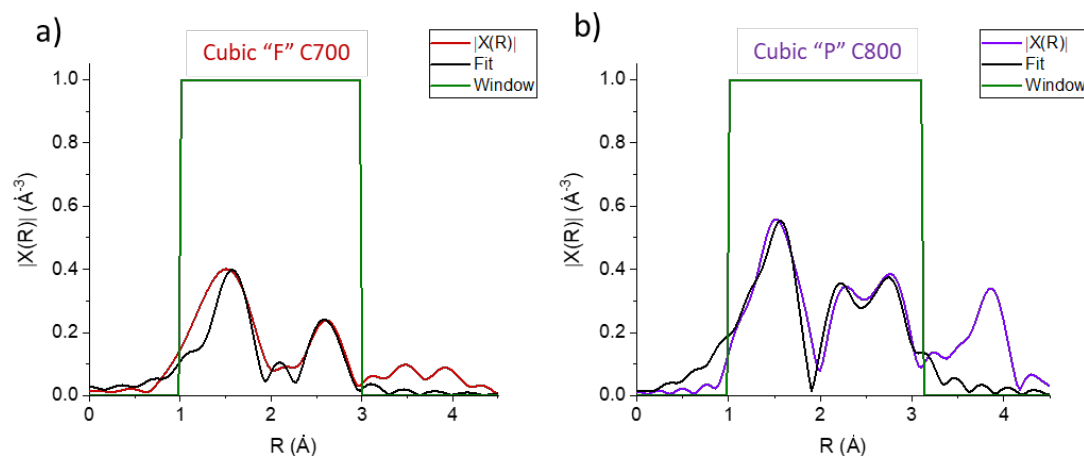 a)
Cubic “F” C700
|X(R)|
Fit
Window
1.0
0.8
0.6
0.4
0.2
0.0
0
1
2
3
4
R (Å)
|X(R)| (Å⁻³)
b)
Cubic “P” C800
|X(R)|
Fit
Window
1.0
0.8
0.6
0.4
0.2
0.0
0
1
2
3
4
R (Å)
|X(R)| (Å⁻³)